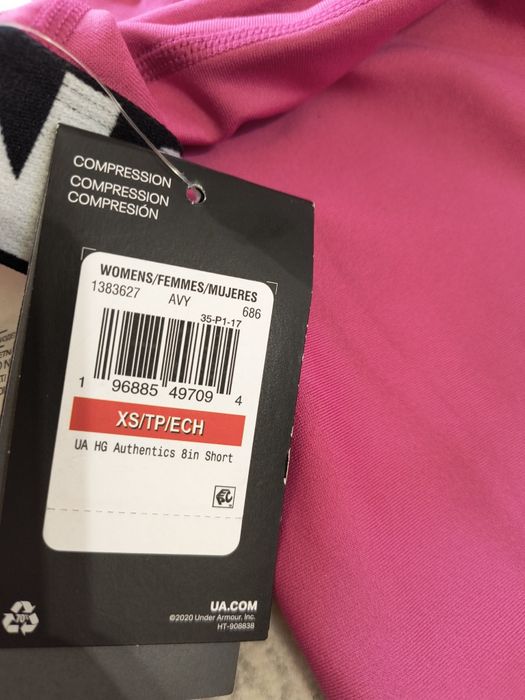 COMPRESSION
COMPRESSION
COMPRESIÓN
WOMENS/FEMMES/MUJERES
1383627 AVY 686
35-P1-17
1 96885 49709 4
XS/TP/ECH
UA HG Authentics 8in Short
UA.COM
©2020 Under Armour, Inc.
HT-908838
70%